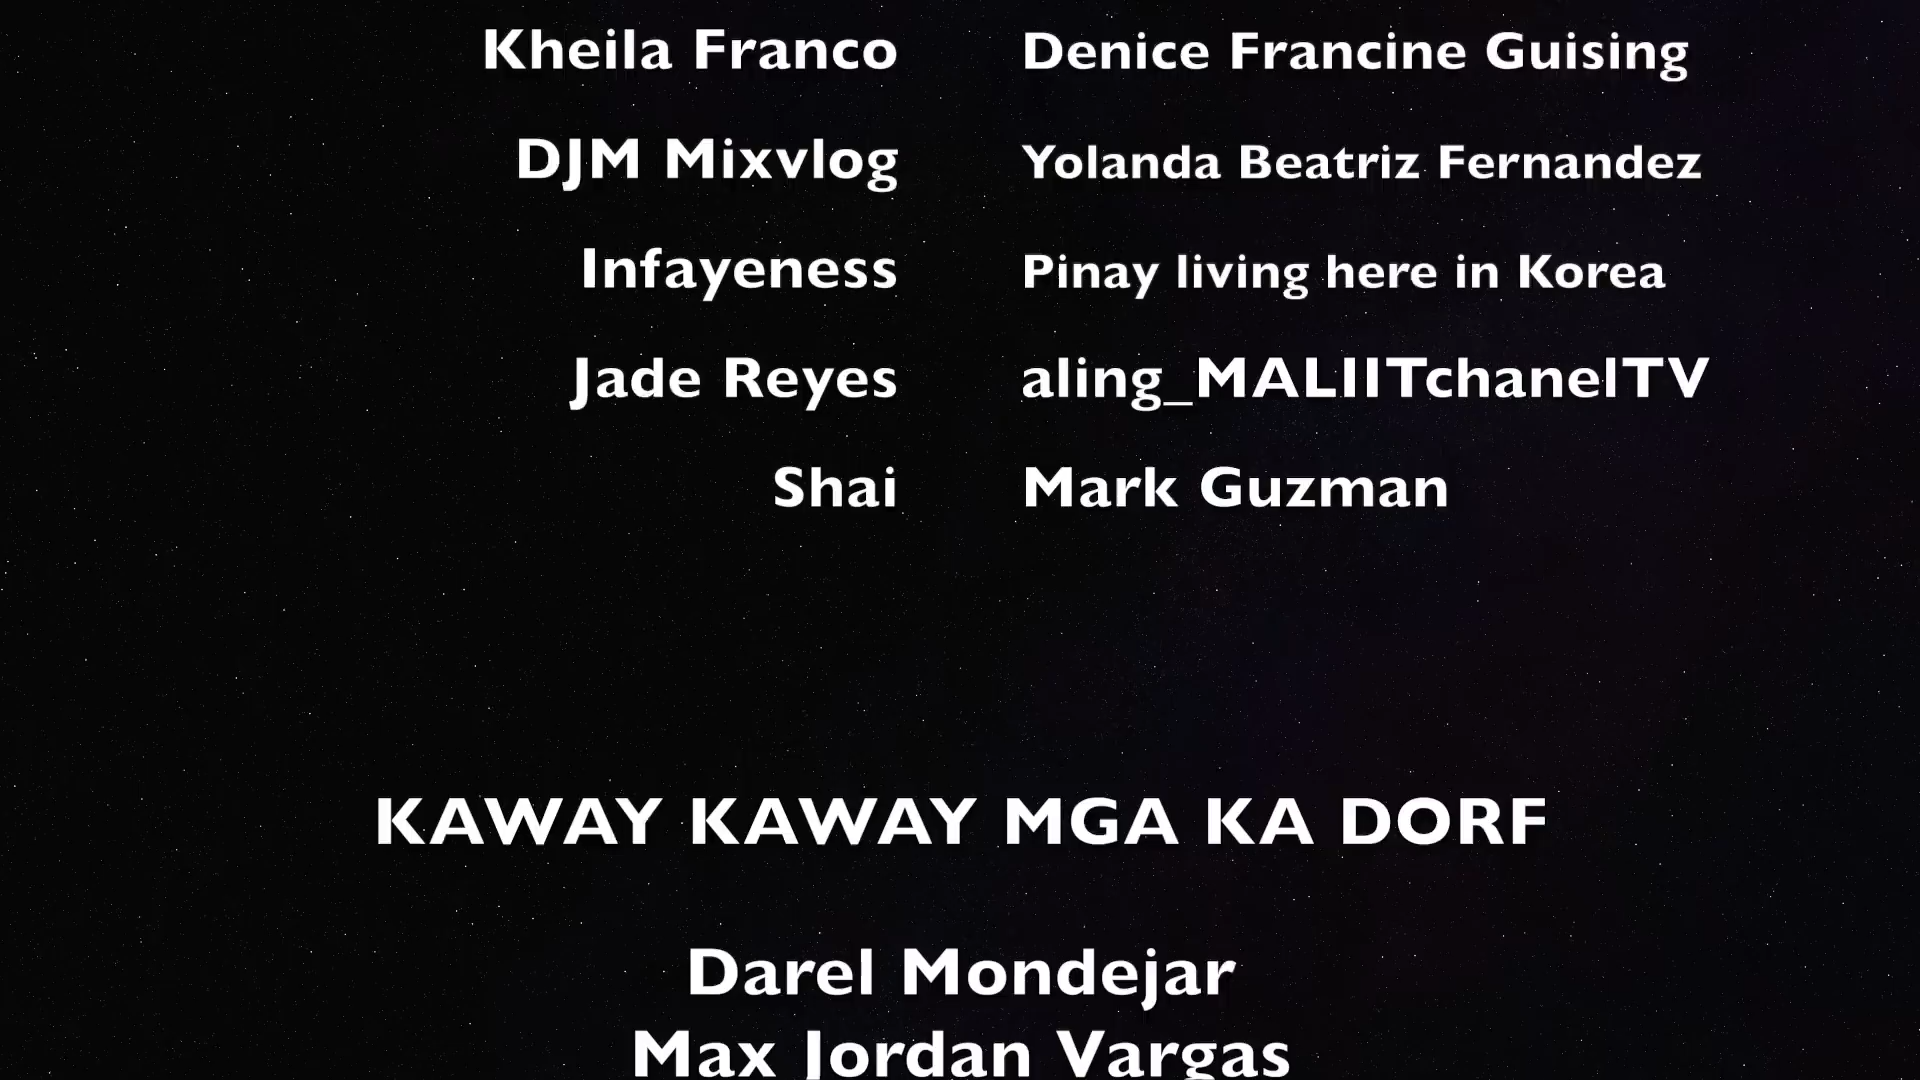 Kheila Franco Denice Francine Guising
DJM Mixvlog Yolanda Beatriz Fernandez
Infayeness Pinay living here in Korea
Jade Reyes aling_MALIITchanelTV
Shai Mark Guzman
KAWAY KAWAY MGA KA DORF
Darel Mondejar
Max Jordan Vargas